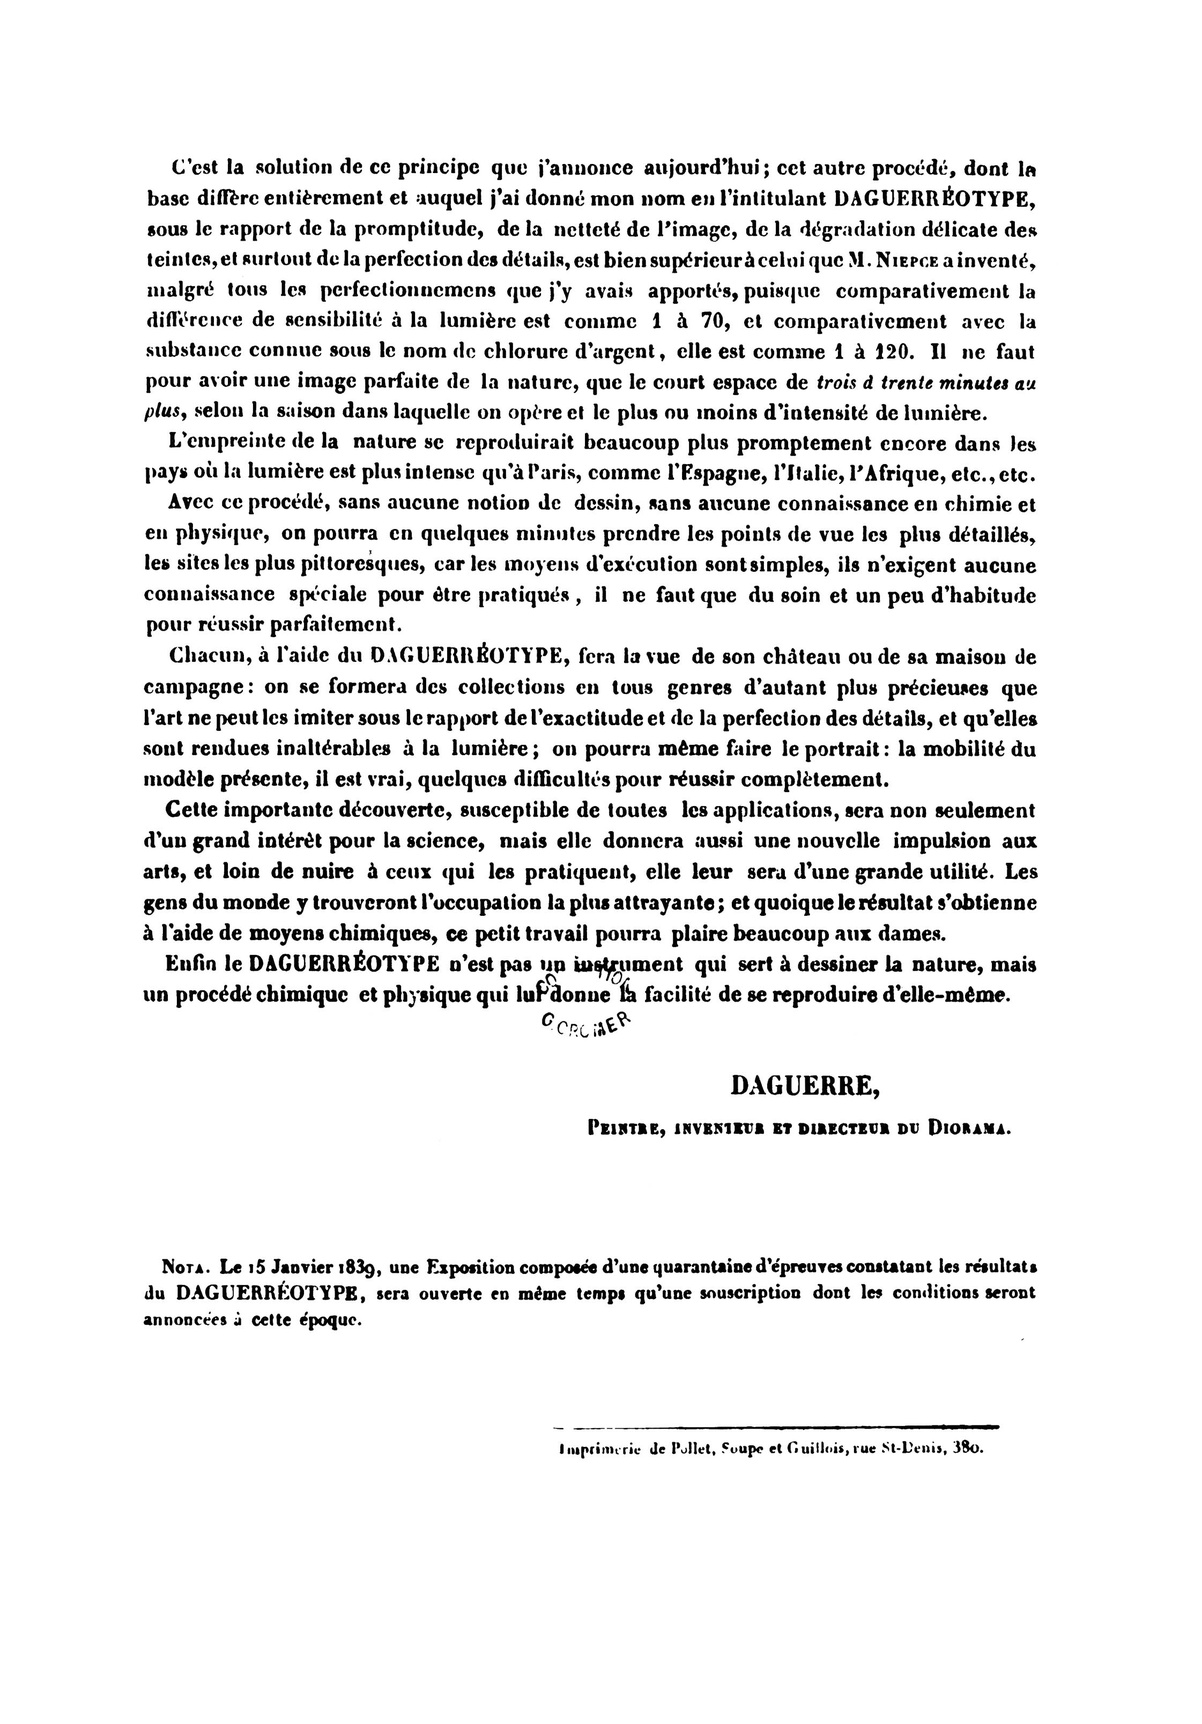 C'est la solution de ce principe que j'annonce aujourd'hui; cet autre procédé, dont la
base diffère entièrement et auquel j'ai donné mon nom en l'intitulant DAGUERRÉOTYPE,
sous le rapport de la promptitude, de la netteté de l'image, de la dégradation délicate des
teintes, et surtout de la perfection des détails, est bien supérieur à celui que M. NIEPCE a inventé,
malgré tous les perfectionnemens que j'y avais apportés, puisque comparativement la
différence de sensibilité à la lumière est comme 1 à 70, et comparativement avec la
substance connue sous le nom de chlorure d'argent, elle est comme 1 à 120. Il ne faut
pour avoir une image parfaite de la nature, que le court espace de trois à trente minutes au
plus, selon la saison dans laquelle on opère et le plus ou moins d'intensité de lumière.
L'empreinte de la nature se reproduirait beaucoup plus promptement encore dans les
pays où la lumière est plus intense qu'à Paris, comme l'Espagne, l'Italie, l'Afrique, etc., etc.
Avec ce procédé, sans aucune notion de dessin, sans aucune connaissance en chimie et
en physique, on pourra en quelques minutes prendre les points de vue les plus détaillés,
les sites les plus pittoresques, car les moyens d'exécution sont simples, ils n'exigent aucune
connaissance spéciale pour être pratiqués, il ne faut que du soin et un peu d'habitude
pour réussir parfaitement.
Chacun, à l'aide du DAGUERRÉOTYPE, fera la vue de son château ou de sa maison de
campagne: on se formera des collections en tous genres d'autant plus précieuses que
l'art ne peut les imiter sous le rapport de l'exactitude et de la perfection des détails, et qu'elles
sont rendues inaltérables à la lumière; on pourra même faire le portrait: la mobilité du
modèle présente, il est vrai, quelques difficultés pour réussir complètement.
Cette importante découverte, susceptible de toutes les applications, sera non seulement
d'un grand intérêt pour la science, mais elle donnera aussi une nouvelle impulsion aux
arts, et loin de nuire à ceux qui les pratiquent, elle leur sera d'une grande utilité. Les
gens du monde y trouveront l'occupation la plus attrayante; et quoique le résultat s'obtienne
à l'aide de moyens chimiques, ce petit travail pourra plaire beaucoup aux dames.
Enfin le DAGUERRÉOTYPE n'est pas un instrument qui sert à dessiner la nature, mais
un procédé chimique et physique qui lui donne la facilité de se reproduire d'elle-même.
DAGUERRE,
PEINTRE, INVENTEUR ET DIRECTEUR DU DIORAMA.
NOTA. Le 15 Janvier 1839, une Exposition composée d'une quarantaine d'épreuves constatant les résultats
du DAGUERRÉOTYPE, sera ouverte en même temps qu'une souscription dont les conditions seront
annoncées à cette époque.
Imprimerie de Pollet, Soupe et Guillois, rue St-Denis, 380.